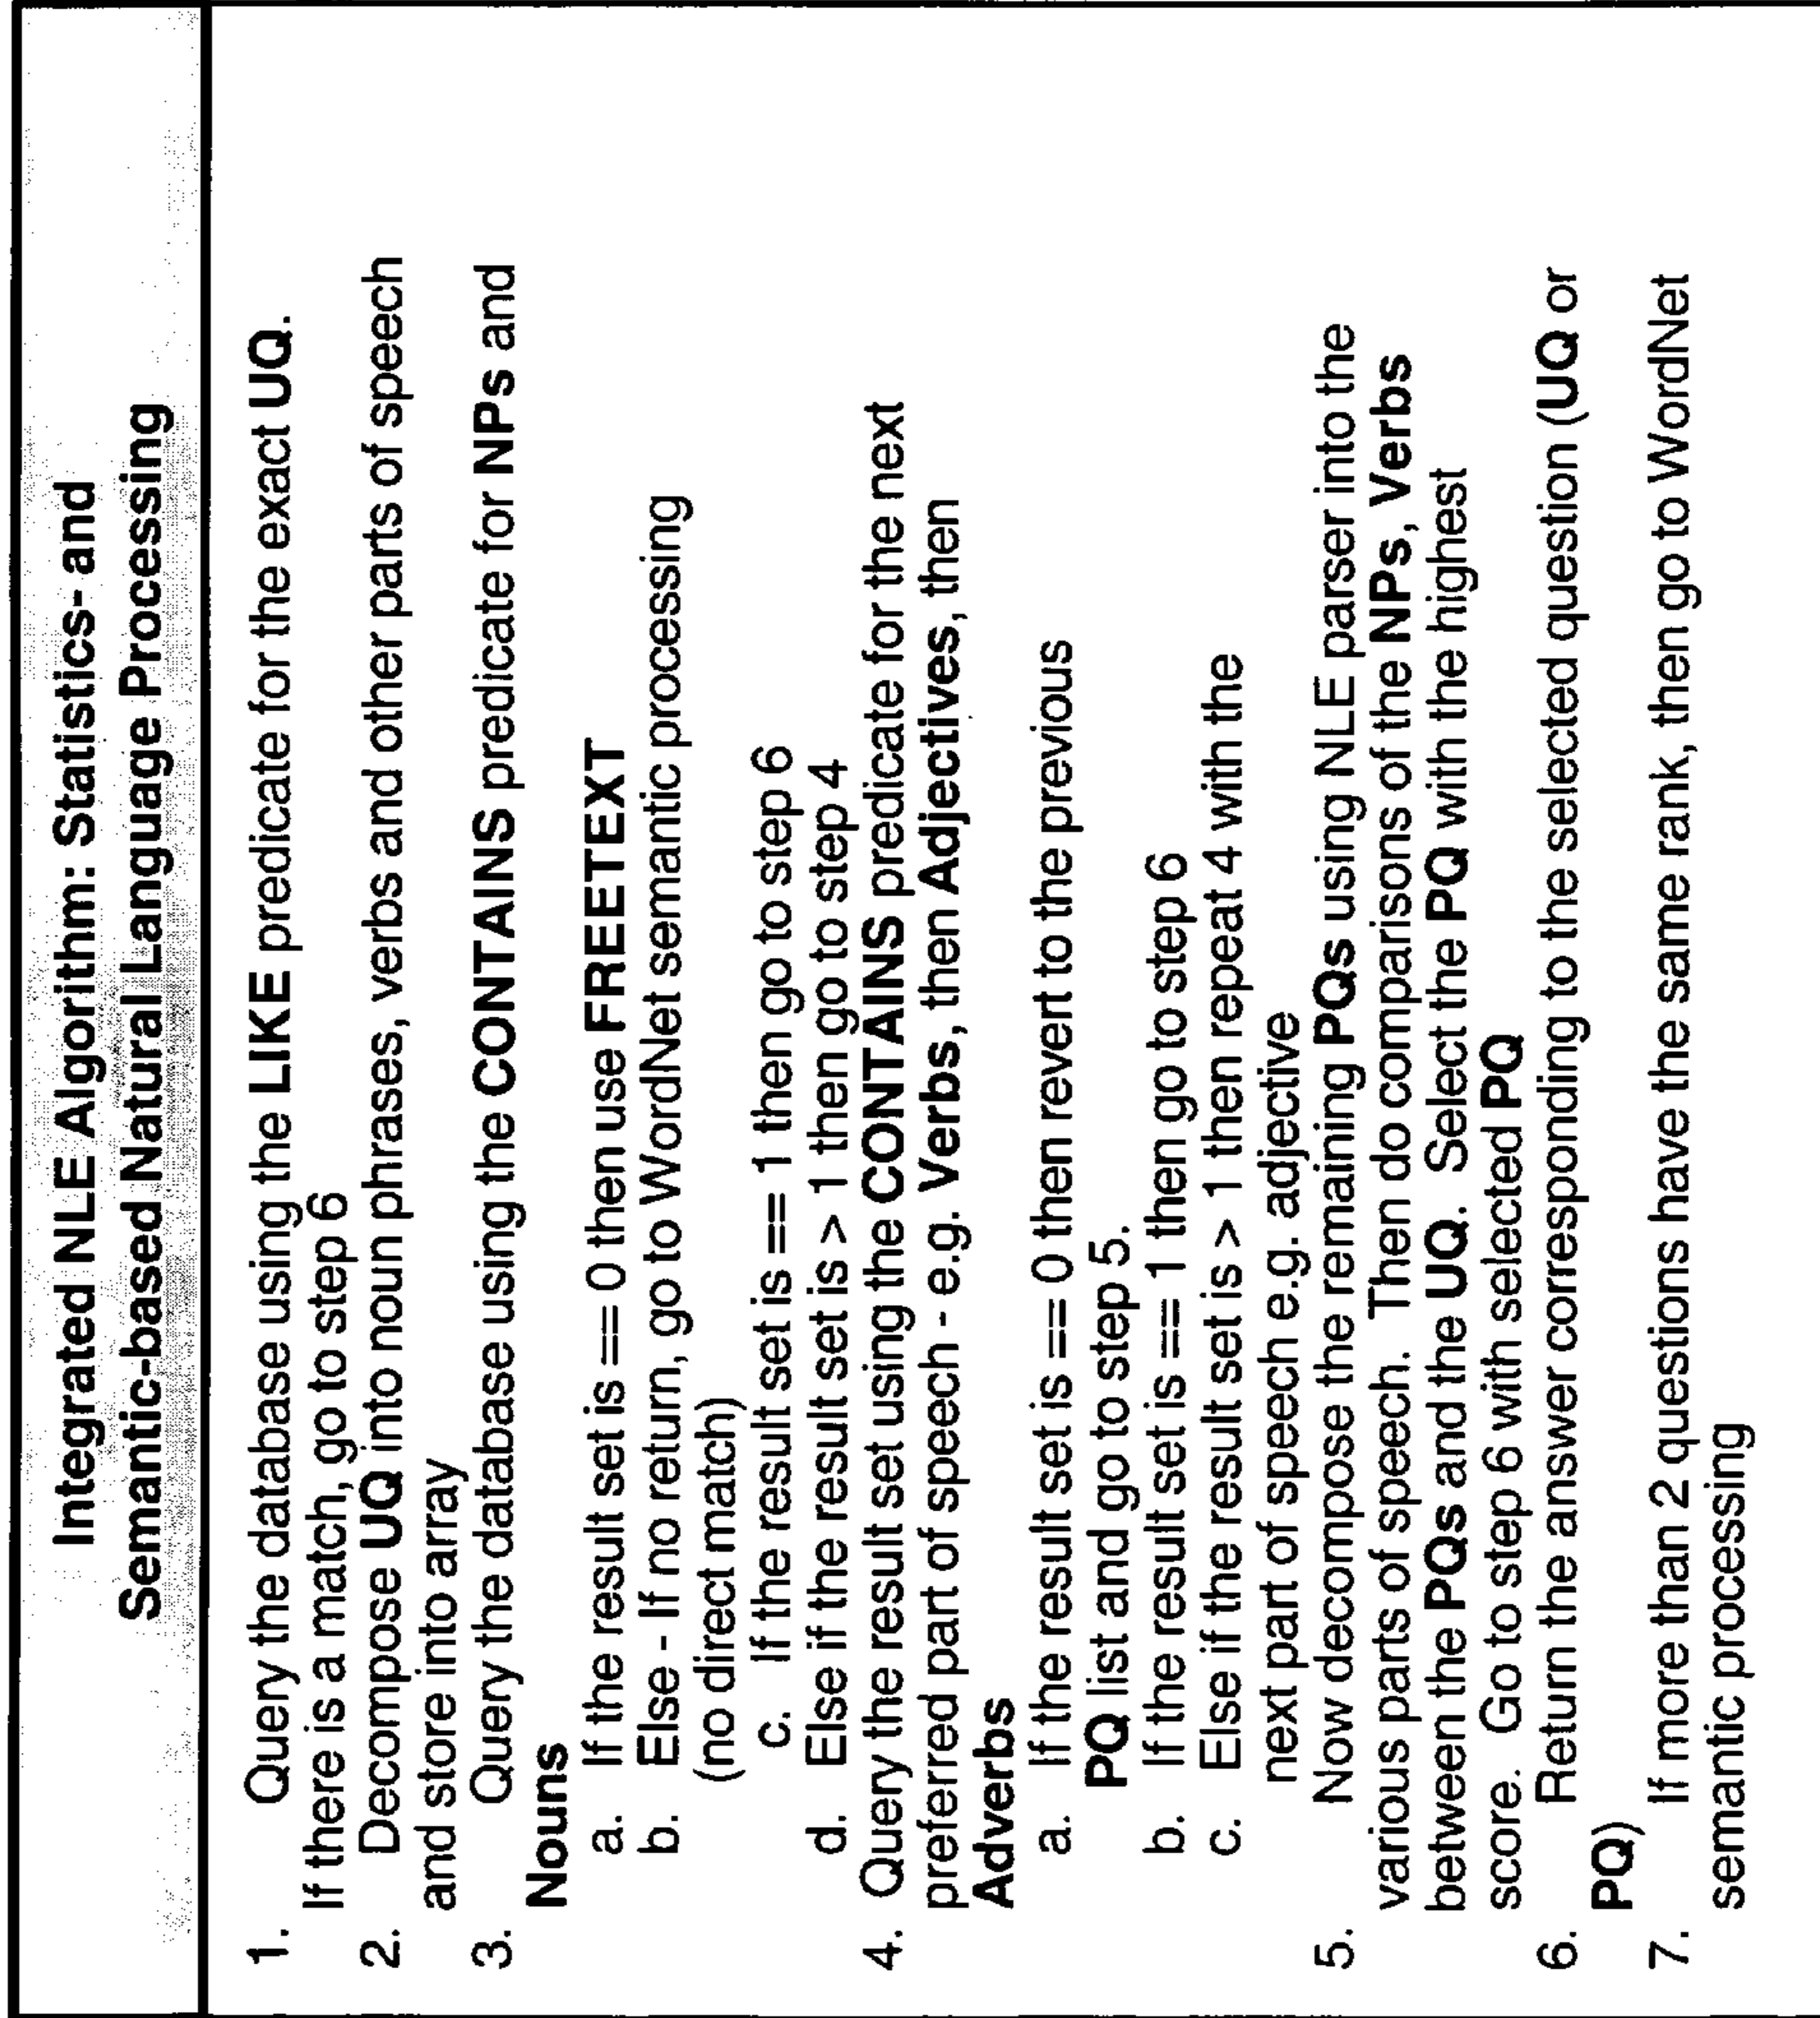 Integrated NLE Algorithm: Statistics- and
Semantic-based Natural Language Processing
1. Query the database using the LIKE predicate for the exact UQ.
If there is a match, go to step 6
2. Decompose UQ into noun phrases, verbs and other parts of speech
and store into array
3. Query the database using the CONTAINS predicate for NPs and
Nouns
a. If the result set is == 0 then use FREETEXT
b. Else - If no return, go to WordNet semantic processing
(no direct match)
c. If the result set is == 1 then go to step 6
d. Else if the result set is > 1 then go to step 4
4. Query the result set using the CONTAINS predicate for the next
preferred part of speech - e.g. Verbs, then Adjectives, then
Adverbs
a. If the result set is == 0 then revert to the previous
PQ list and go to step 5.
b. If the result set is == 1 then go to step 6
c. Else if the result set is > 1 then repeat 4 with the
next part of speech e.g. adjective
5. Now decompose the remaining PQs using NLE parser into the
various parts of speech. Then do comparisons of the NPs, Verbs
between the PQs and the UQ. Select the PQ with the highest
score. Go to step 6 with selected PQ
6. Return the answer corresponding to the selected question (UQ or
PQ)
7. If more than 2 questions have the same rank, then go to WordNet
semantic processing